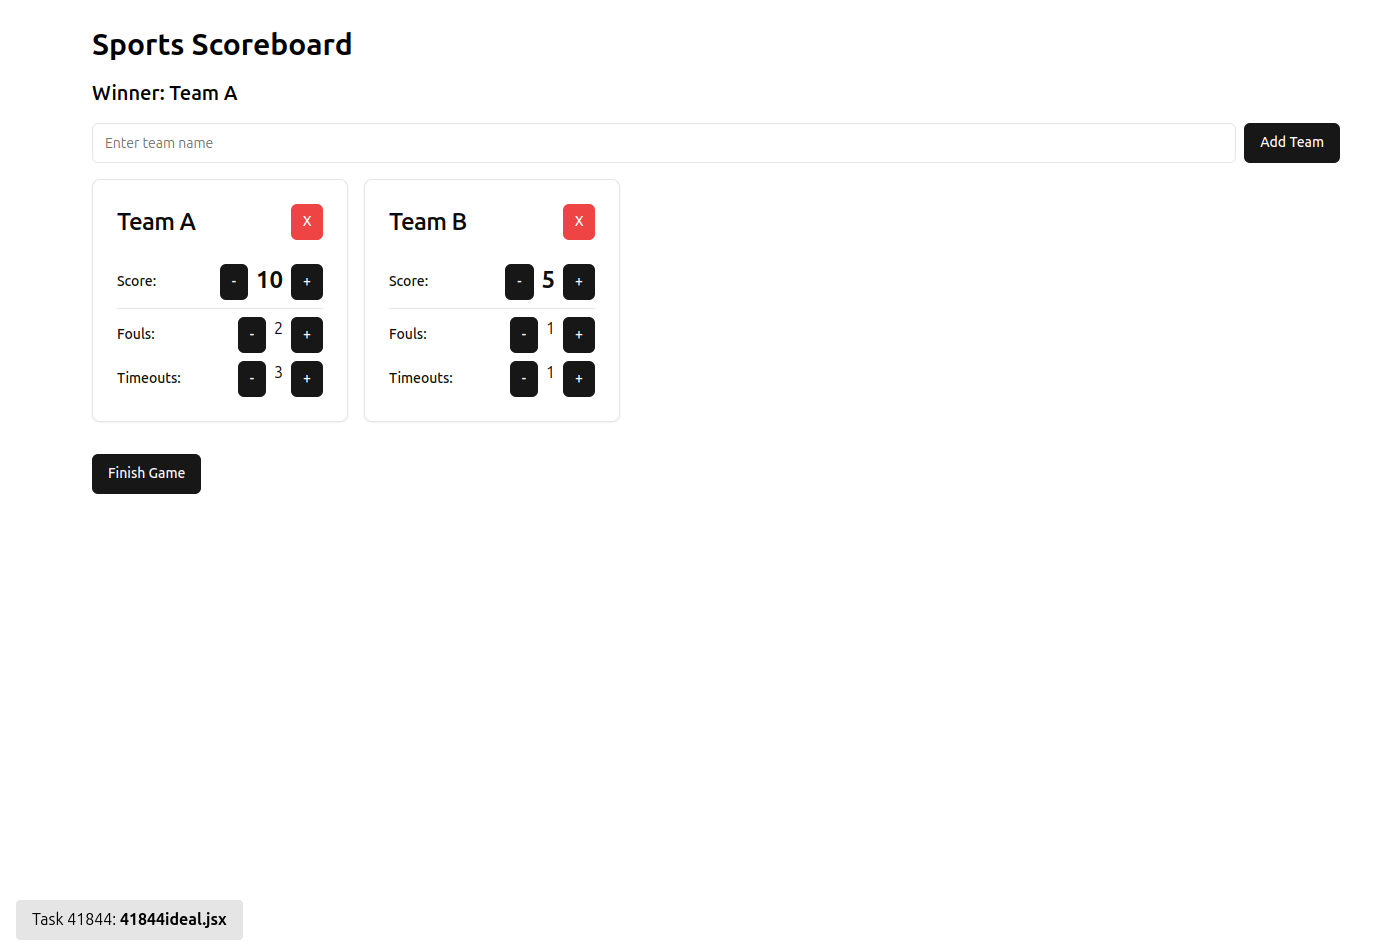 Sports Scoreboard
Winner: Team A
Enter team name
Add Team
Team A
X
Score:
- 10 +
Fouls:
- 2 +
Timeouts:
- 3 +
Team B
X
Score:
- 5 +
Fouls:
- 1 +
Timeouts:
- 1 +
Finish Game
Task 41844: 41844ideal.jsx